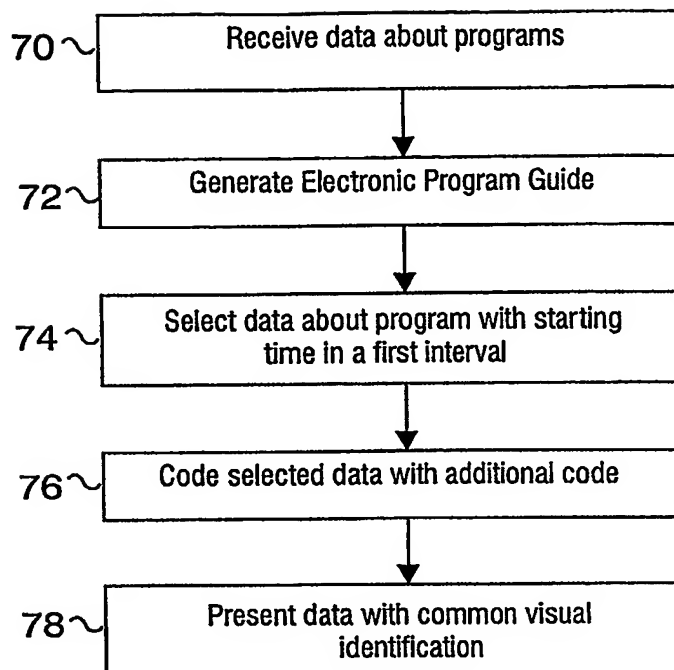 70
Receive data about programs
72
Generate Electronic Program Guide
74
Select data about program with starting
time in a first interval
76
Code selected data with additional code
78
Present data with common visual
identification